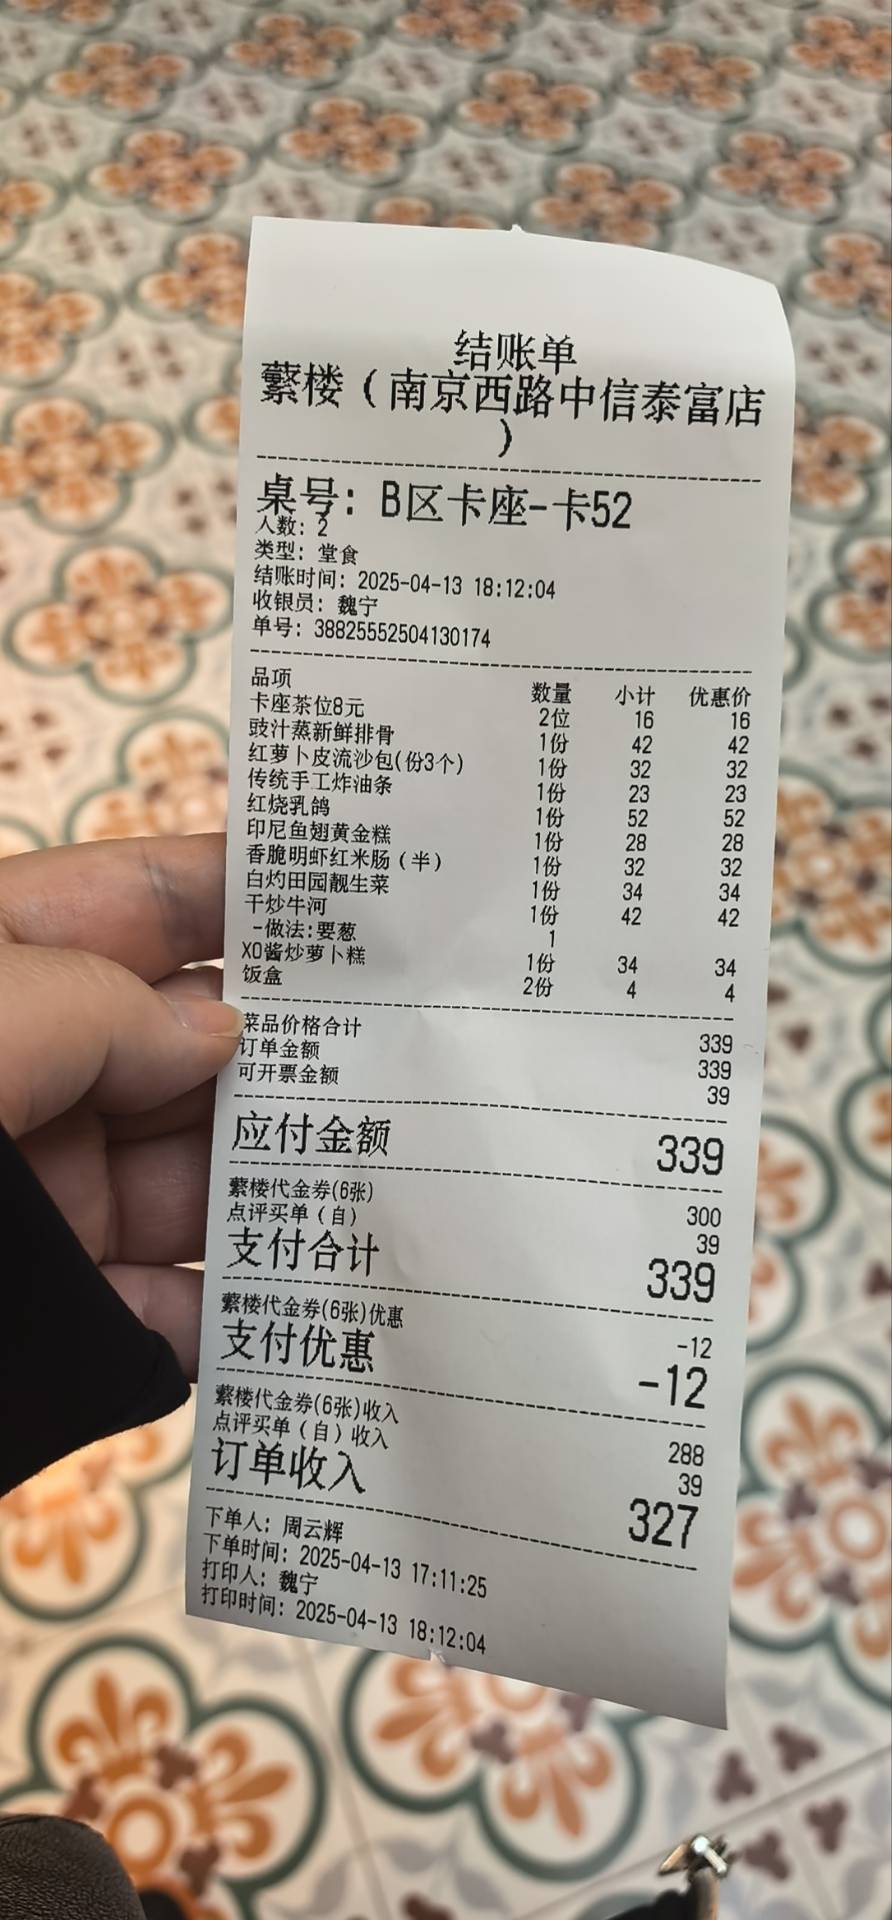 结账单
蘩楼（南京西路中信泰富店
）
桌号: B区卡座-卡52
人数: 2
类型: 堂食
结账时间: 2025-04-13 18:12:04
收银员: 魏宁
单号: 38825552504130174
品项 数量 小计 优惠价
卡座茶位8元 2位 16 16
豉汁蒸新鲜排骨 1份 42 42
红萝卜皮流沙包(份3个) 1份 32 32
传统手工炸油条 1份 23 23
红烧乳鸽 1份 52 52
印尼鱼翅黄金糕 1份 28 28
香脆明虾红米肠（半） 1份 32 32
白灼田园靓生菜 1份 34 34
干炒牛河 1份 42 42
-做法:要葱 1
XO酱炒萝卜糕 1份 34 34
饭盒 2份 4 4
菜品价格合计 339
订单金额 339
可开票金额 39
应付金额 339
蘩楼代金券(6张) 300
点评买单（自） 39
支付合计 339
蘩楼代金券(6张)优惠 -12
支付优惠 -12
蘩楼代金券(6张)收入 288
点评买单（自）收入 39
订单收入 327
下单人: 周云辉
下单时间: 2025-04-13 17:11:25
打印人: 魏宁
打印时间: 2025-04-13 18:12:04